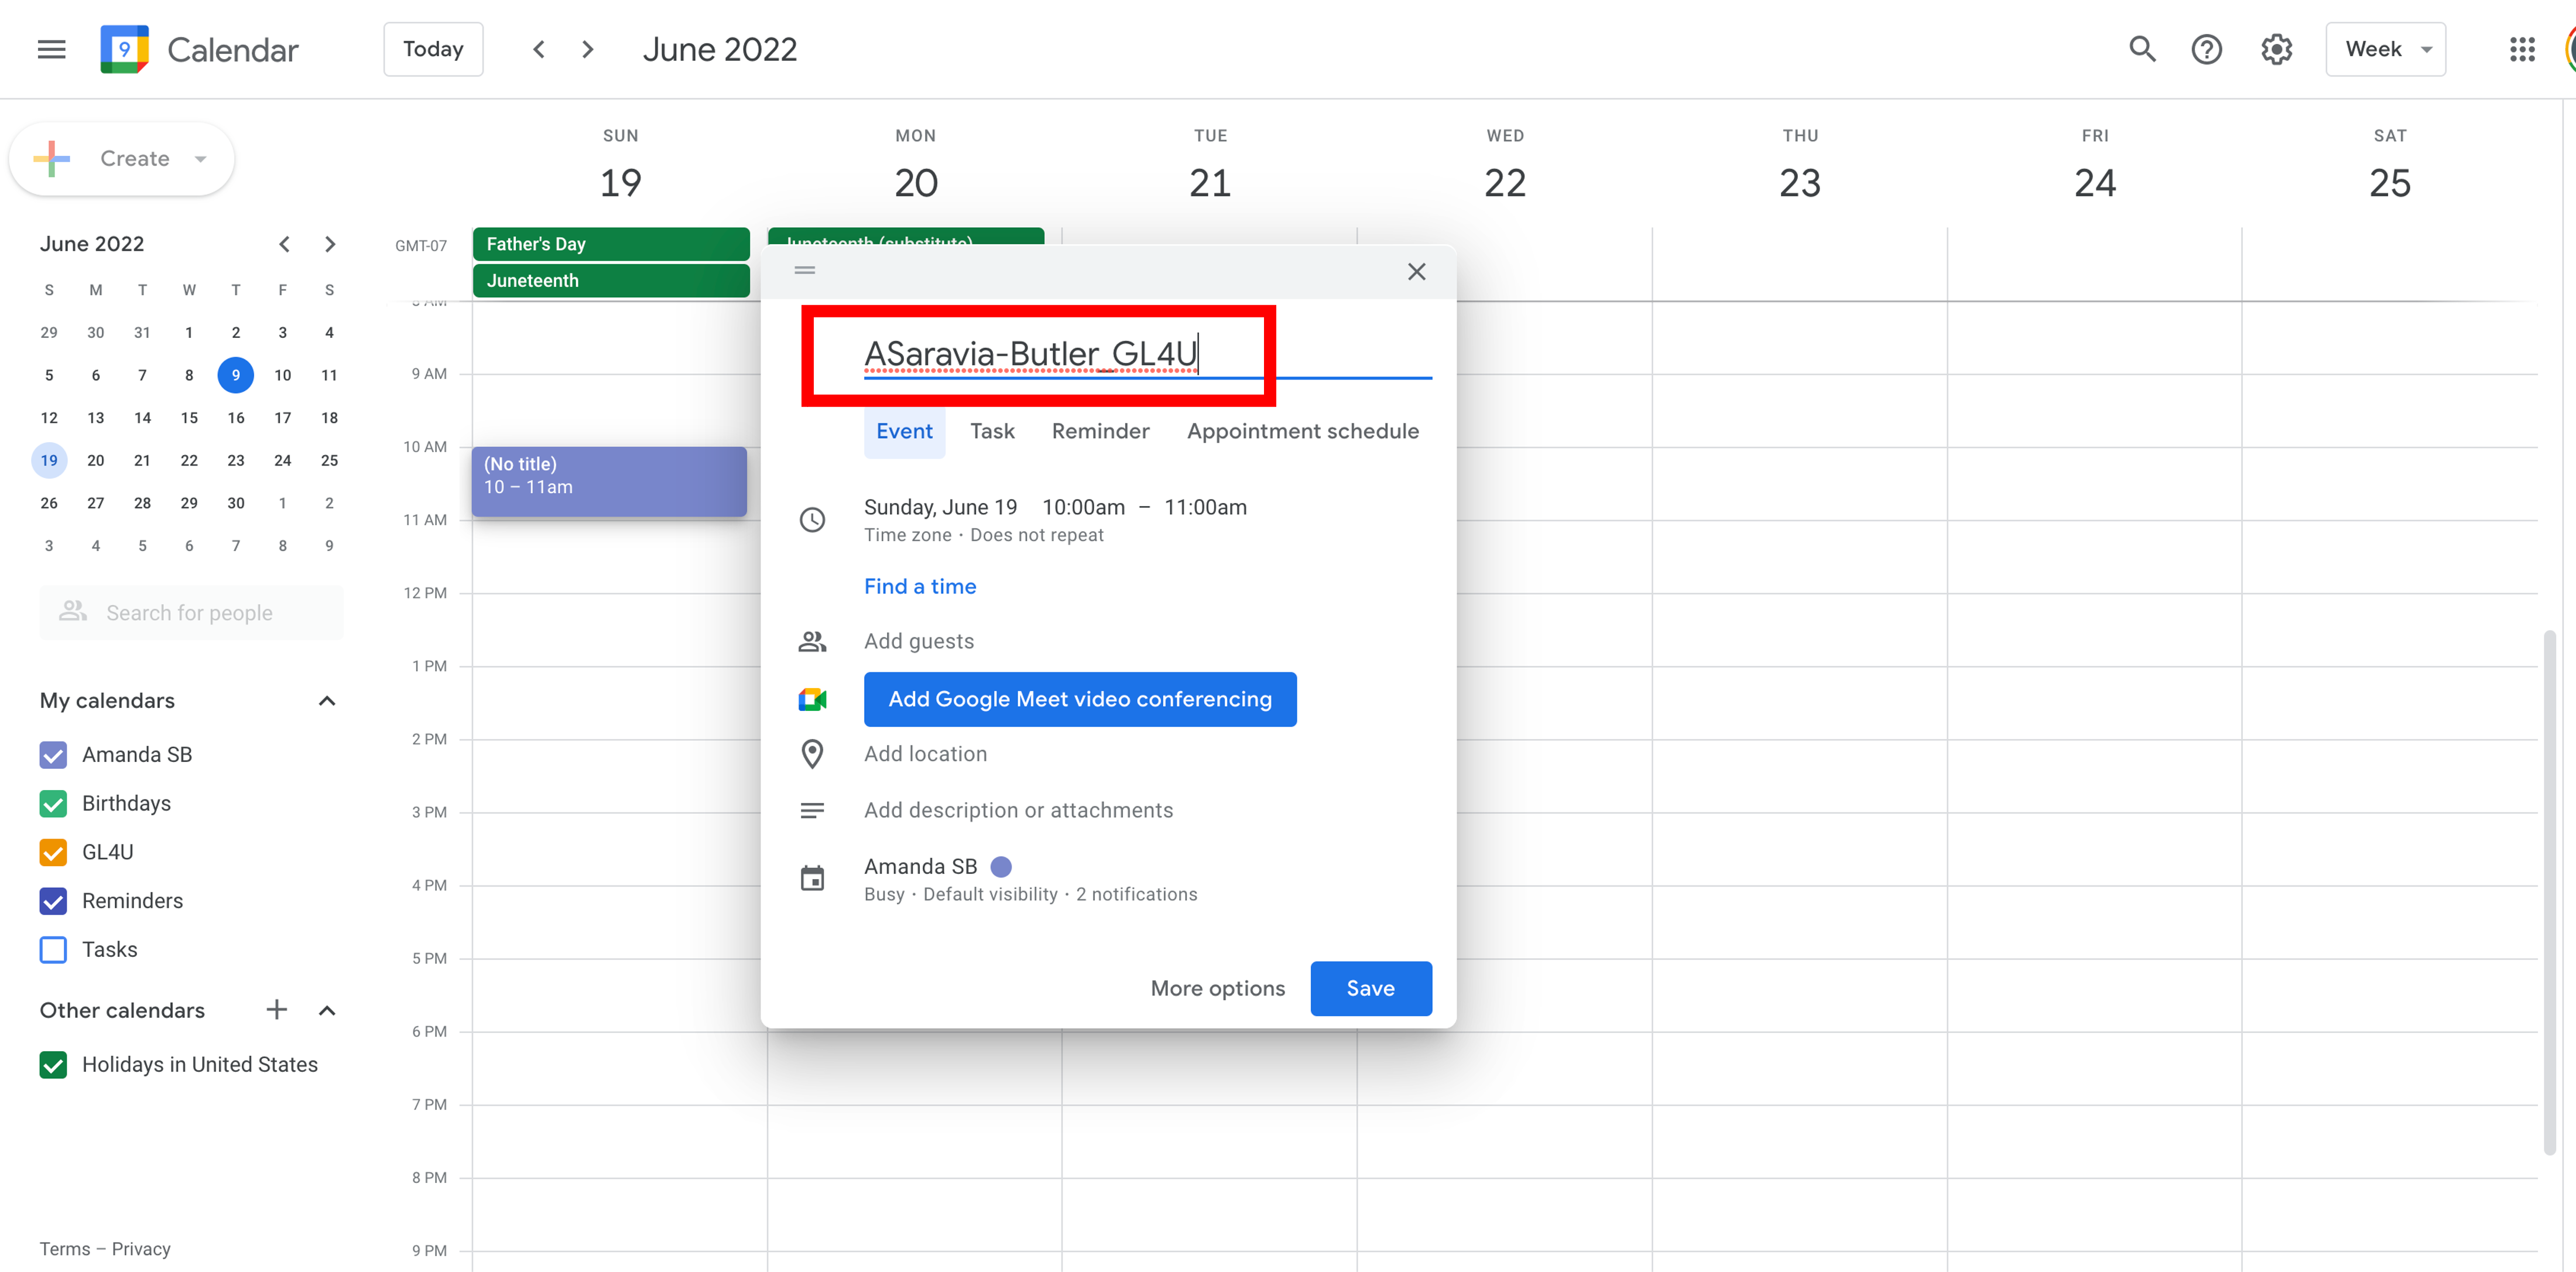 9 Calendar Today June 2022 Week
Create
SUN MON TUE WED THU FRI SAT
19 20 21 22 23 24 25
June 2022
S M T W T F S
29 30 31 1 2 3 4
5 6 7 8 9 10 11
12 13 14 15 16 17 18
19 20 21 22 23 24 25
26 27 28 29 30 1 2
3 4 5 6 7 8 9
Search for people
My calendars
Amanda SB
Birthdays
GL4U
Reminders
Tasks
Other calendars
Holidays in United States
Terms – Privacy
GMT-07
Father's Day
Juneteenth
Juneteenth (substitute)
9 AM
10 AM
11 AM
12 PM
1 PM
2 PM
3 PM
4 PM
5 PM
6 PM
7 PM
8 PM
9 PM
(No title)
10 – 11am
ASaravia-Butler_GL4U
Event Task Reminder Appointment schedule
Sunday, June 19 10:00am – 11:00am
Time zone · Does not repeat
Find a time
Add guests
Add Google Meet video conferencing
Add location
Add description or attachments
Amanda SB
Busy · Default visibility · 2 notifications
More options Save